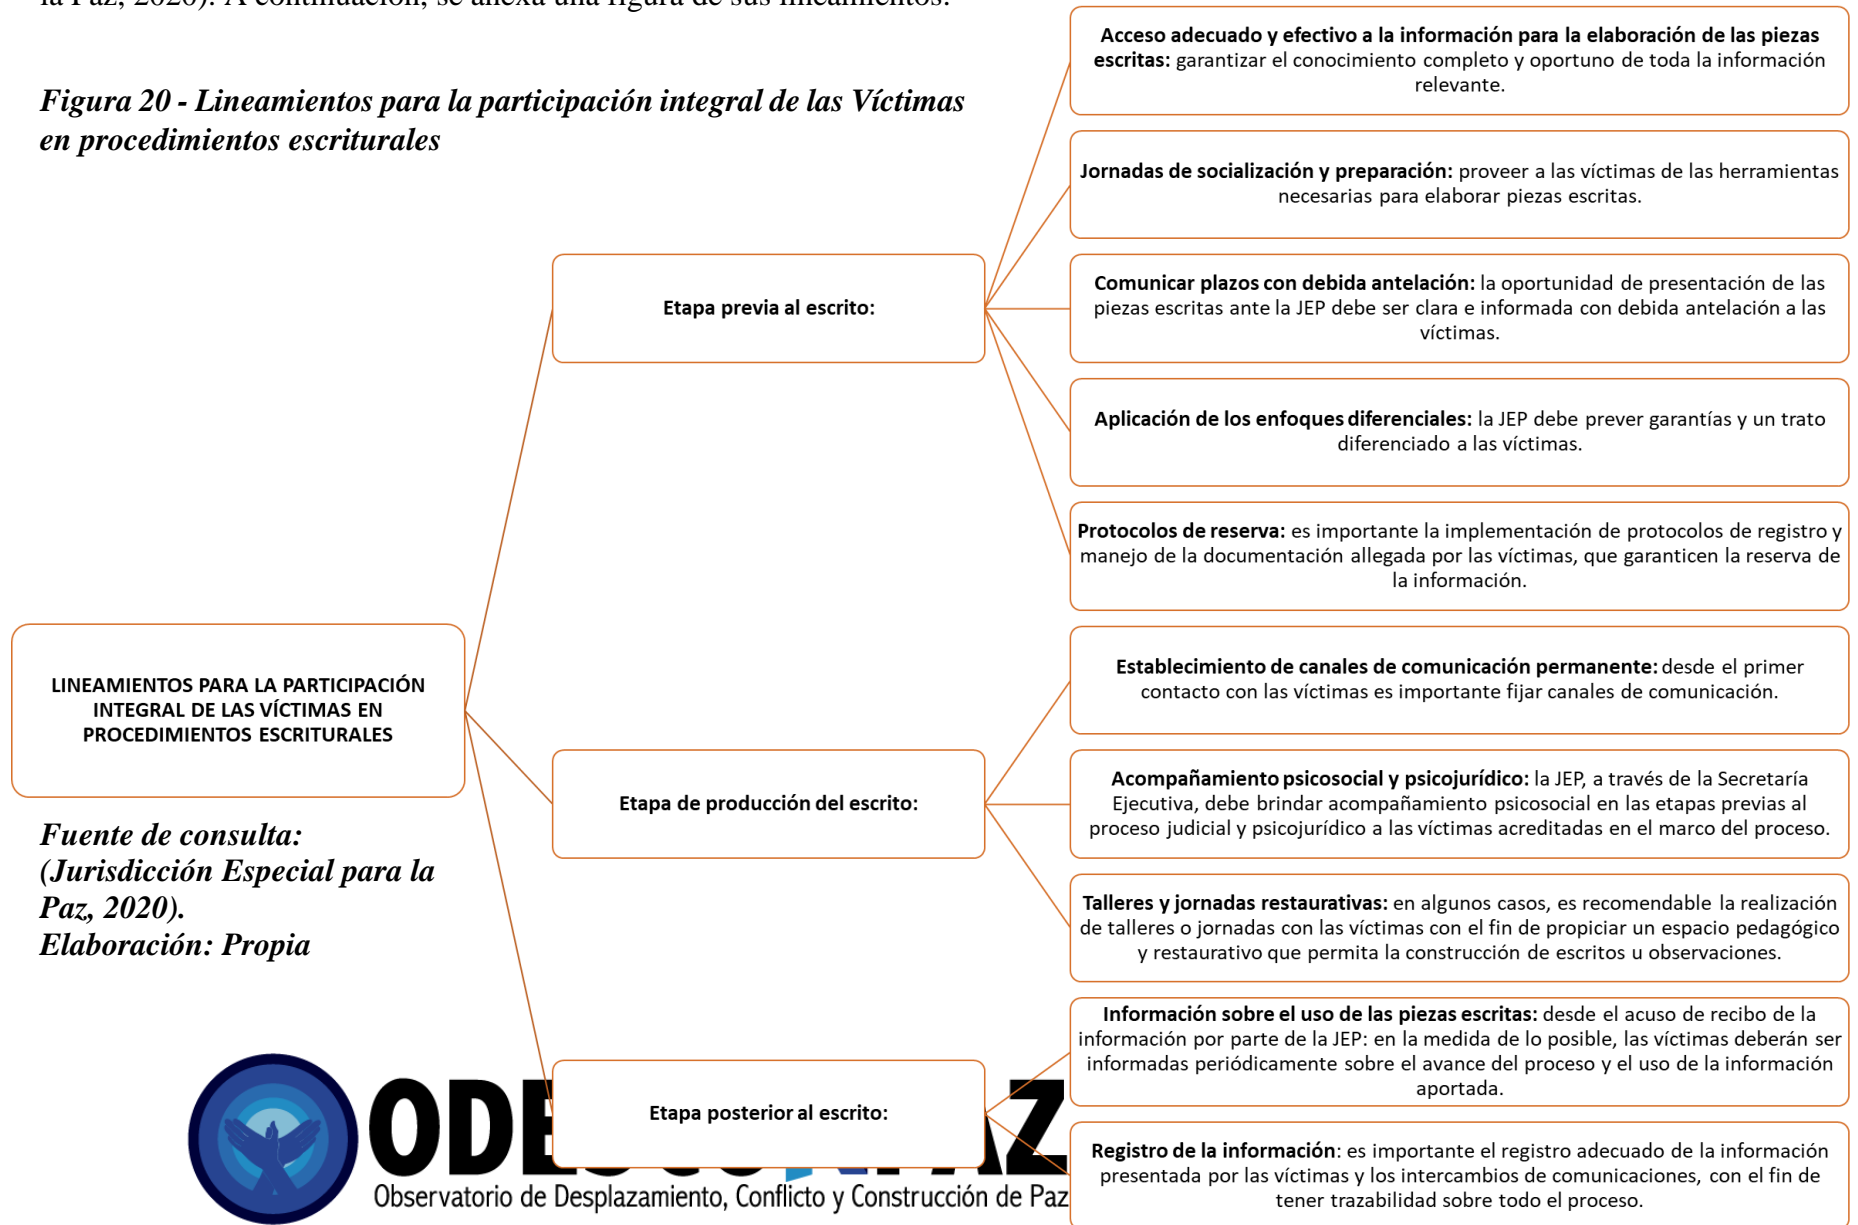 la Paz, 2020). A continuación, se anexa una figura de sus lineamientos.
Figura 20 - Lineamientos para la participación integral de las Víctimas
en procedimientos escriturales
LINEAMIENTOS PARA LA PARTICIPACIÓN
INTEGRAL DE LAS VÍCTIMAS EN
PROCEDIMIENTOS ESCRITURALES
Etapa previa al escrito:
Acceso adecuado y efectivo a la información para la elaboración de las piezas
escritas: garantizar el conocimiento completo y oportuno de toda la información
relevante.
Jornadas de socialización y preparación: proveer a las víctimas de las herramientas
necesarias para elaborar piezas escritas.
Comunicar plazos con debida antelación: la oportunidad de presentación de las
piezas escritas ante la JEP debe ser clara e informada con debida antelación a las
víctimas.
Aplicación de los enfoques diferenciales: la JEP debe prever garantías y un trato
diferenciado a las víctimas.
Protocolos de reserva: es importante la implementación de protocolos de registro y
manejo de la documentación allegada por las víctimas, que garanticen la reserva de
la información.
Etapa de producción del escrito:
Establecimiento de canales de comunicación permanente: desde el primer
contacto con las víctimas es importante fijar canales de comunicación.
Acompañamiento psicosocial y psicojurídico: la JEP, a través de la Secretaría
Ejecutiva, debe brindar acompañamiento psicosocial en las etapas previas al
proceso judicial y psicojurídico a las víctimas acreditadas en el marco del proceso.
Talleres y jornadas restaurativas: en algunos casos, es recomendable la realización
de talleres o jornadas con las víctimas con el fin de propiciar un espacio pedagógico
y restaurativo que permita la construcción de escritos u observaciones.
Etapa posterior al escrito:
Información sobre el uso de las piezas escritas: desde el acuso de recibo de la
información por parte de la JEP: en la medida de lo posible, las víctimas deberán ser
informadas periódicamente sobre el avance del proceso y el uso de la información
aportada.
Registro de la información: es importante el registro adecuado de la información
presentada por las víctimas y los intercambios de comunicaciones, con el fin de
tener trazabilidad sobre todo el proceso.
Fuente de consulta:
(Jurisdicción Especial para la
Paz, 2020).
Elaboración: Propia
Observatorio de Desplazamiento, Conflicto y Construcción de Paz